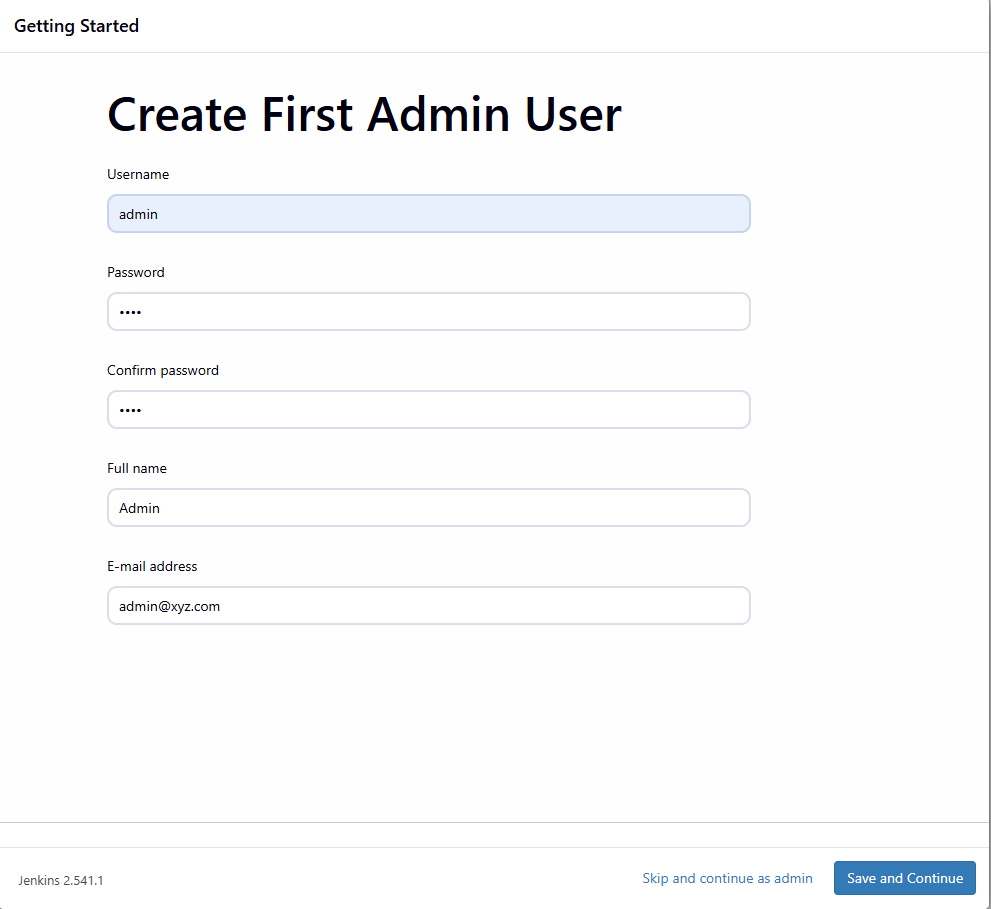 Getting Started
Create First Admin User
Username
admin
Password
••••
Confirm password
••••
Full name
Admin
E-mail address
admin@xyz.com
Jenkins 2.541.1
Skip and continue as admin
Save and Continue